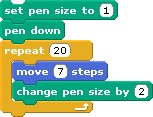 set pen size to 1
pen down
repeat 20
move 7 steps
change pen size by 2